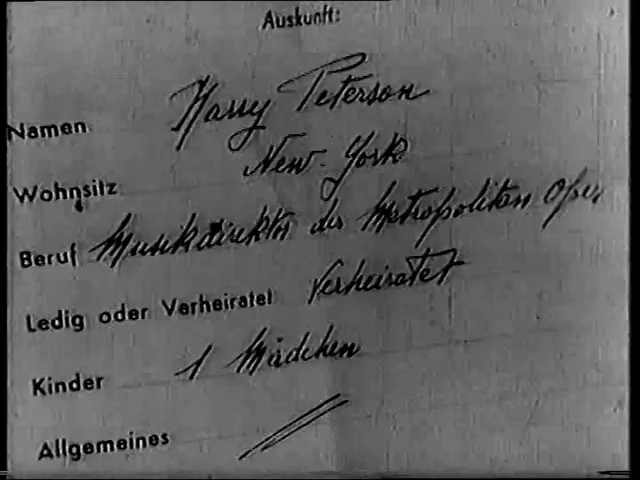 Auskunft:
Namen Harry Peterson
Wohnsitz New-York
Beruf Musikdirektor der Metropolitan Oper
Ledig oder Verheiratet Verheiratet
Kinder 1 Mädchen
Allgemeines //